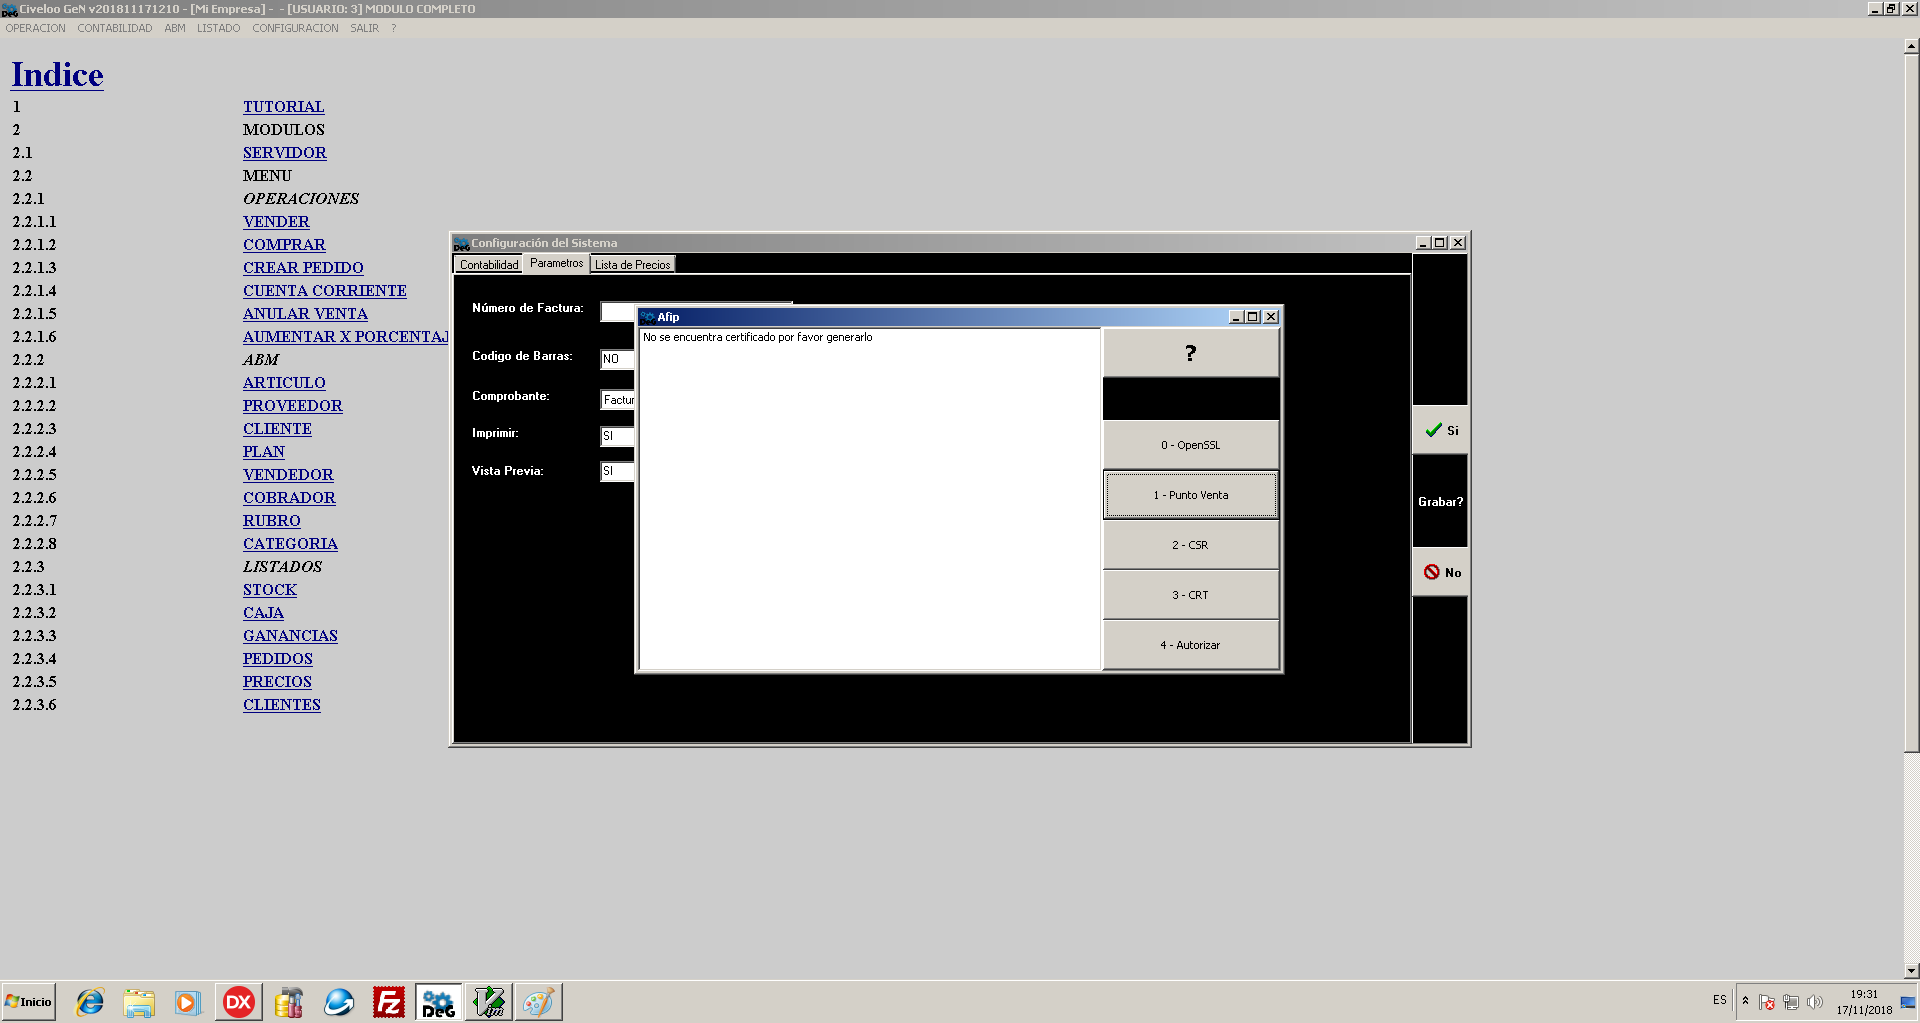 Civeloo GeN v201811171210 - [Mi Empresa] - - [USUARIO: 3] MODULO COMPLETO
OPERACION CONTABILIDAD ABM LISTADO CONFIGURACION SALIR ?
Indice
1 TUTORIAL
2 MODULOS
2.1 SERVIDOR
2.2 MENU
2.2.1 OPERACIONES
2.2.1.1 VENDER
2.2.1.2 COMPRAR
2.2.1.3 CREAR PEDIDO
2.2.1.4 CUENTA CORRIENTE
2.2.1.5 ANULAR VENTA
2.2.1.6 AUMENTAR X PORCENTAJ
2.2.2 ABM
2.2.2.1 ARTICULO
2.2.2.2 PROVEEDOR
2.2.2.3 CLIENTE
2.2.2.4 PLAN
2.2.2.5 VENDEDOR
2.2.2.6 COBRADOR
2.2.2.7 RUBRO
2.2.2.8 CATEGORIA
2.2.3 LISTADOS
2.2.3.1 STOCK
2.2.3.2 CAJA
2.2.3.3 GANANCIAS
2.2.3.4 PEDIDOS
2.2.3.5 PRECIOS
2.2.3.6 CLIENTES
Configuración del Sistema
Contabilidad Parametros Lista de Precios
Número de Factura:
Codigo de Barras: NO
Comprobante: Factur
Imprimir: SI
Vista Previa: SI
Si
Grabar?
No
Afip
No se encuentra certificado por favor generarlo
?
0 - OpenSSL
1 - Punto Venta
2 - CSR
3 - CRT
4 - Autorizar
Inicio
DX
Fz
DeG
Vim
ES
19:31
17/11/2018